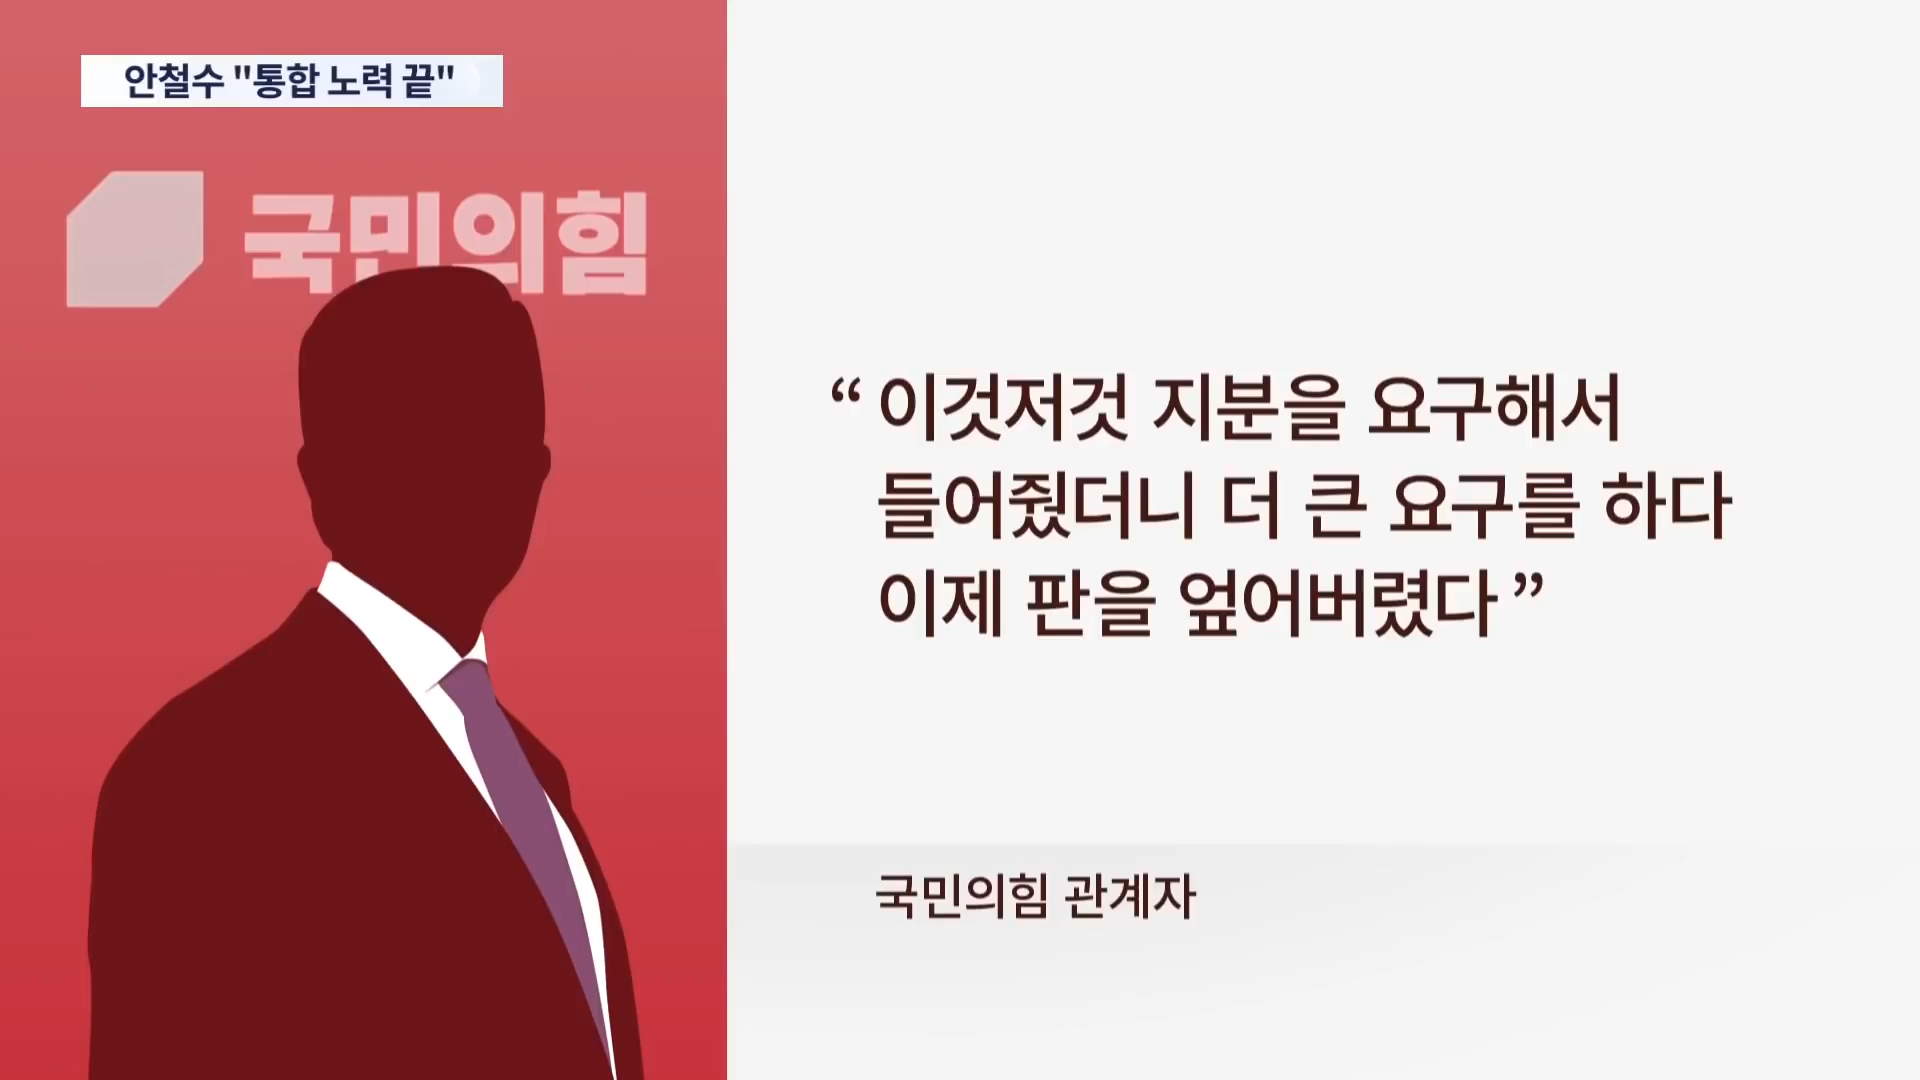 안철수 "통합 노력 끝"
국민의힘
“ 이것저것 지분을 요구해서
들어줬더니 더 큰 요구를 하다
이제 판을 엎어버렸다 ”
국민의힘 관계자